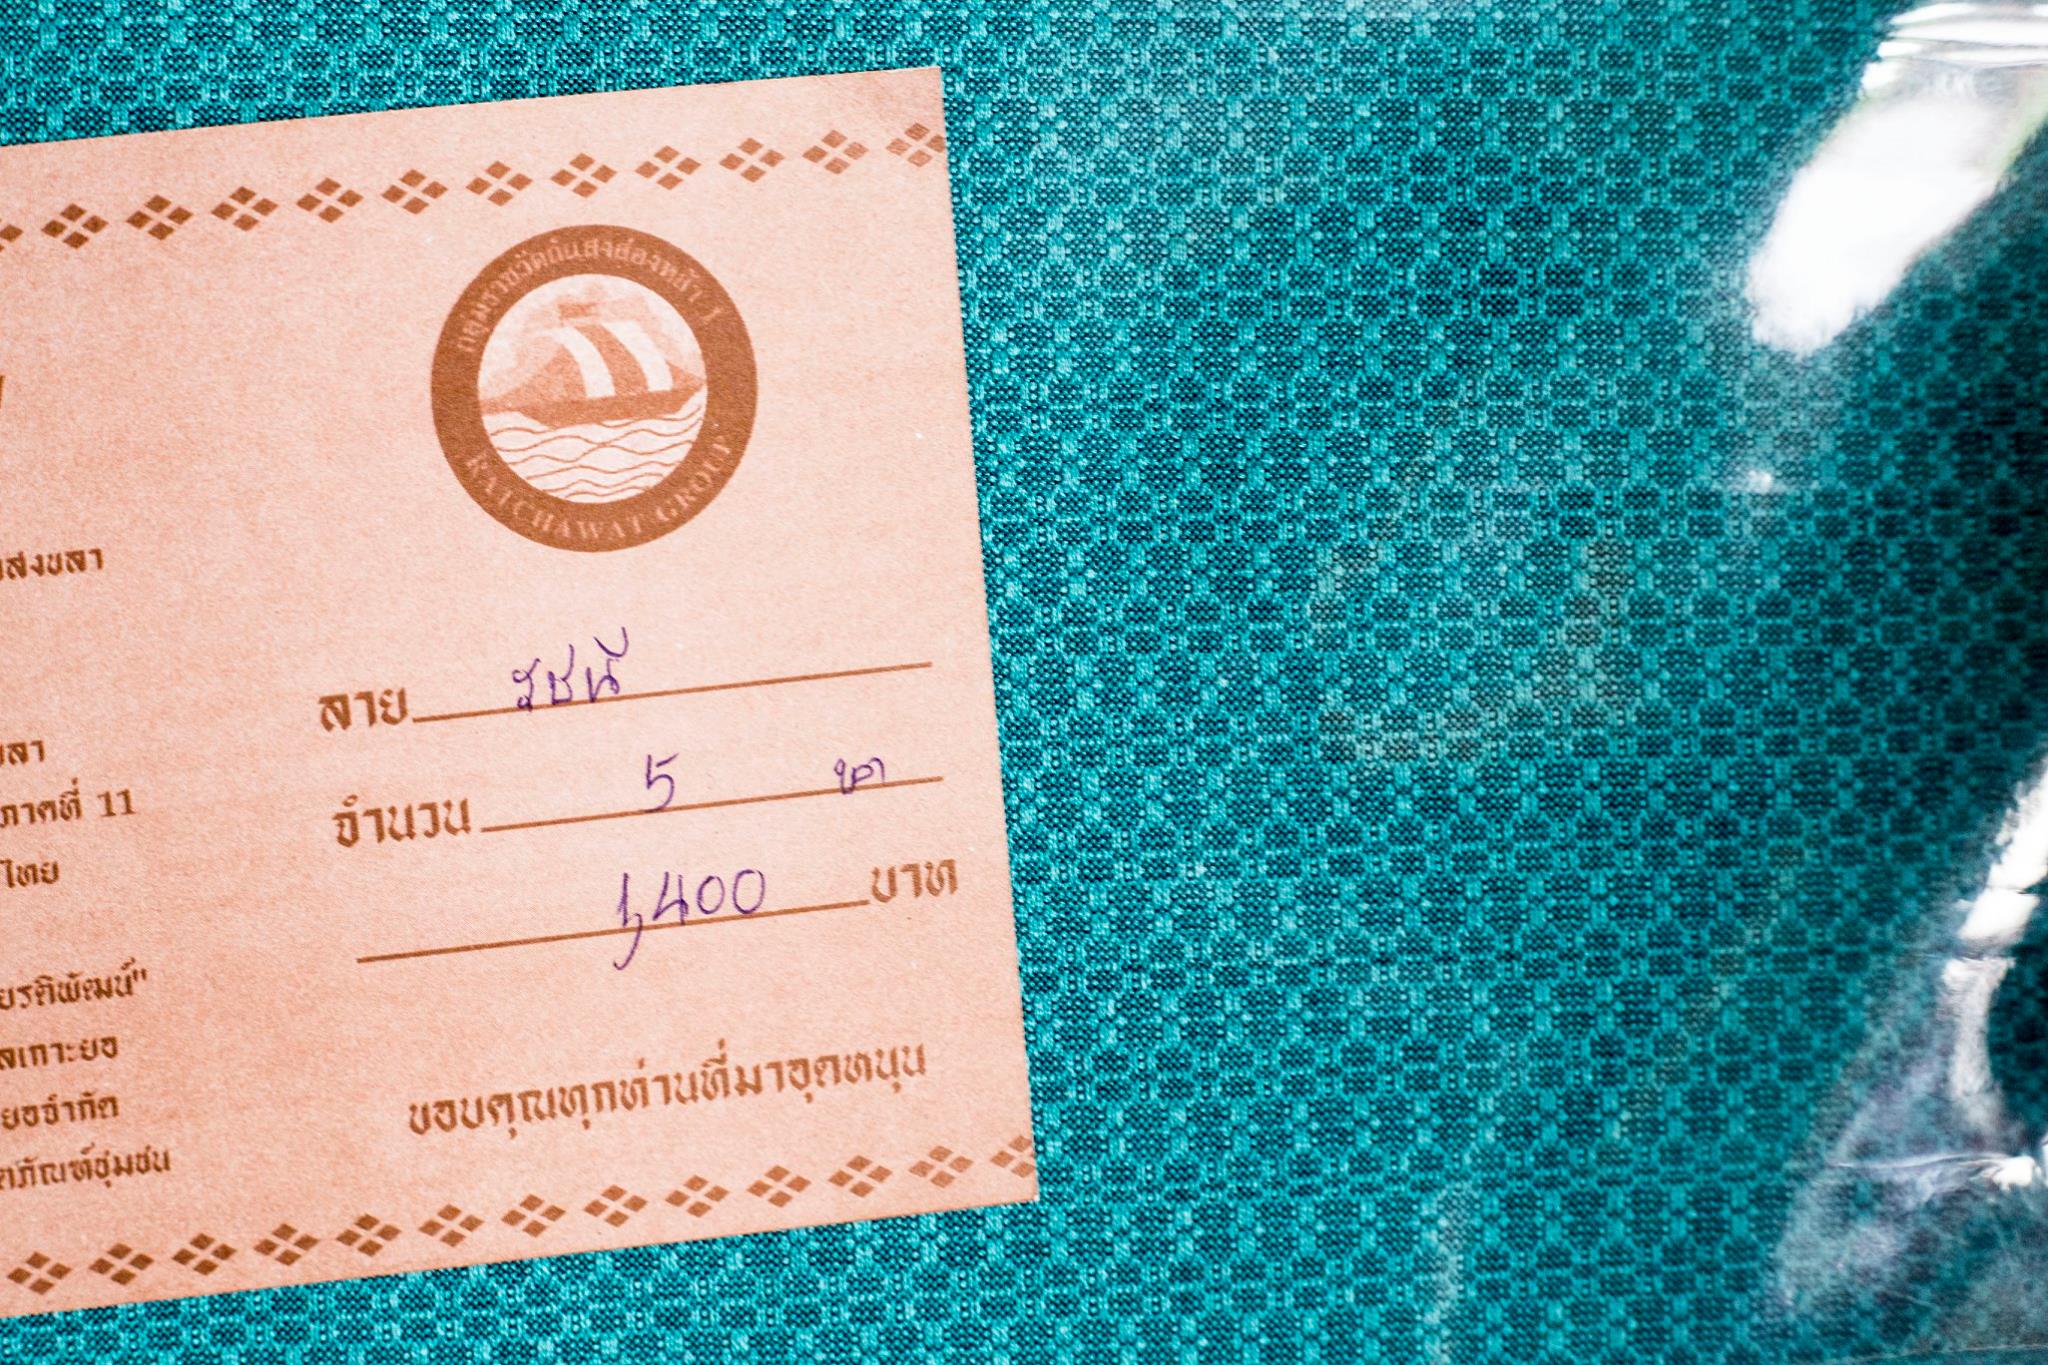 กลุ่มราชวัตถ์แสงส่องหล้า 1
RATCHAWAT GROUP
สงขลา
ลาย รัชนี
ขลา
จำนวน 5 หลา
ภาคที่ 11
1,400 บาท
ไทย
ยรติพัฒน์"
ลเกาะยอ
ขอบคุณทุกท่านที่มาอุดหนุน
ยอจำกัด
ตภัณฑ์ชุมชน